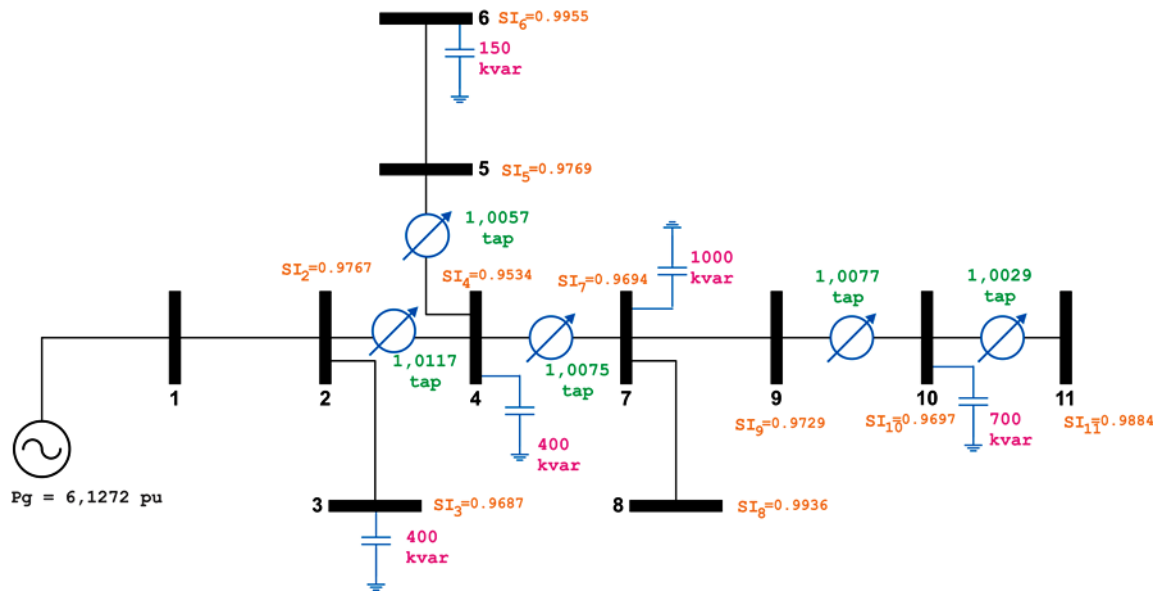 6 SI6=0.9955
150
kvar
5 SI5=0.9769
1,0057
tap
SI2=0.9767
SI4=0.9534
SI7=0.9694
1000
kvar
1,0077
tap
1,0029
tap
1,0117
tap
1,0075
tap
1
2
4
7
9
10
11
SI9=0.9729
SI10=0.9697
SI11=0.9884
400
kvar
700
kvar
Pg = 6,1272 pu
3
SI3=0.9687
8
SI8=0.9936
400
kvar